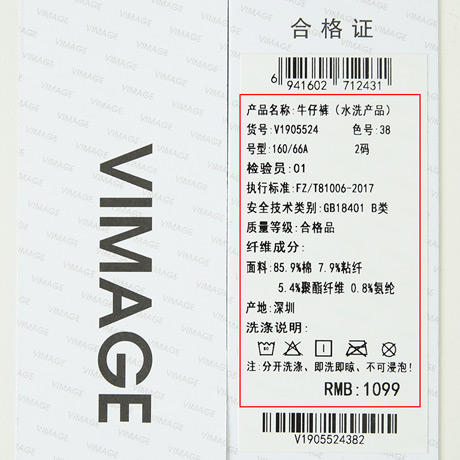 VIMAGE
合格证
6 941602 712431
产品名称:牛仔裤（水洗产品）
货号:V1905524 色号:38
号型:160/66A 2码
检验员:01
执行标准:FZ/T81006-2017
安全技术类别:GB18401 B类
质量等级:合格品
纤维成分:
面料:85.9%棉 7.9%粘纤
5.4%聚酯纤维 0.8%氨纶
产地:深圳
洗涤说明:
注:分开洗涤、即洗即晾、不可浸泡!
RMB:1099
V1905524382